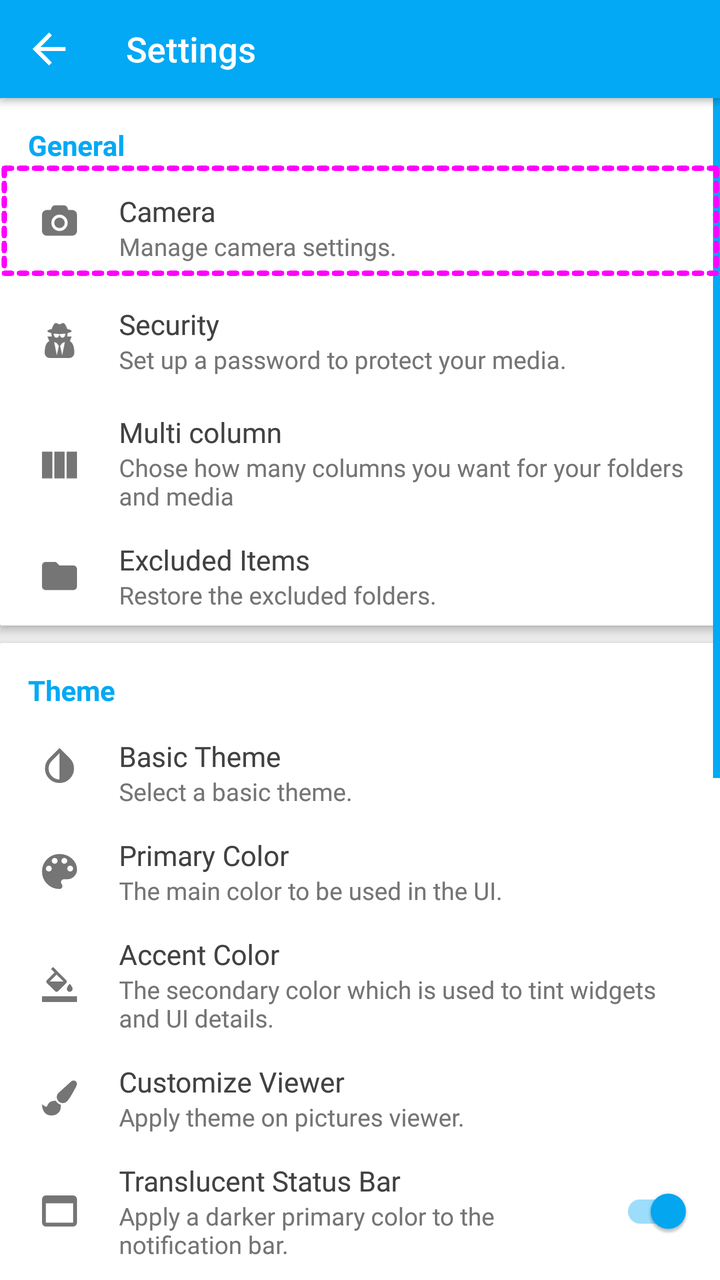 Settings
General
Camera
Manage camera settings.
Security
Set up a password to protect your media.
Multi column
Chose how many columns you want for your folders
and media
Excluded Items
Restore the excluded folders.
Theme
Basic Theme
Select a basic theme.
Primary Color
The main color to be used in the UI.
Accent Color
The secondary color which is used to tint widgets
and UI details.
Customize Viewer
Apply theme on pictures viewer.
Translucent Status Bar
Apply a darker primary color to the
notification bar.